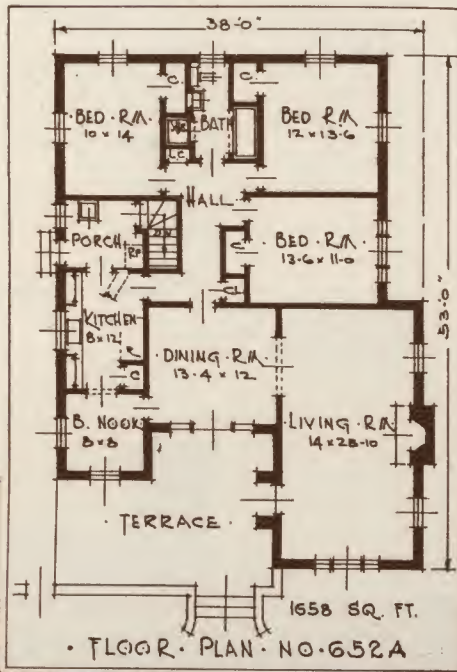 38'-0"
C.
C.
BED·RM
10 x 14
BATH
BED RM
12 x 13-6
L.C.
HALL
DN
PORCH
C
BED·RM
13-6 x 11-0
C
53'-0"
KITCHEN
8 x 12
DINING·RM
13-4 x 12
C
LIVING·RM
14 x 28-10
B. NOOK
8 x 8
·TERRACE·
1658 SQ. FT.
·FLOOR·PLAN·NO·652A